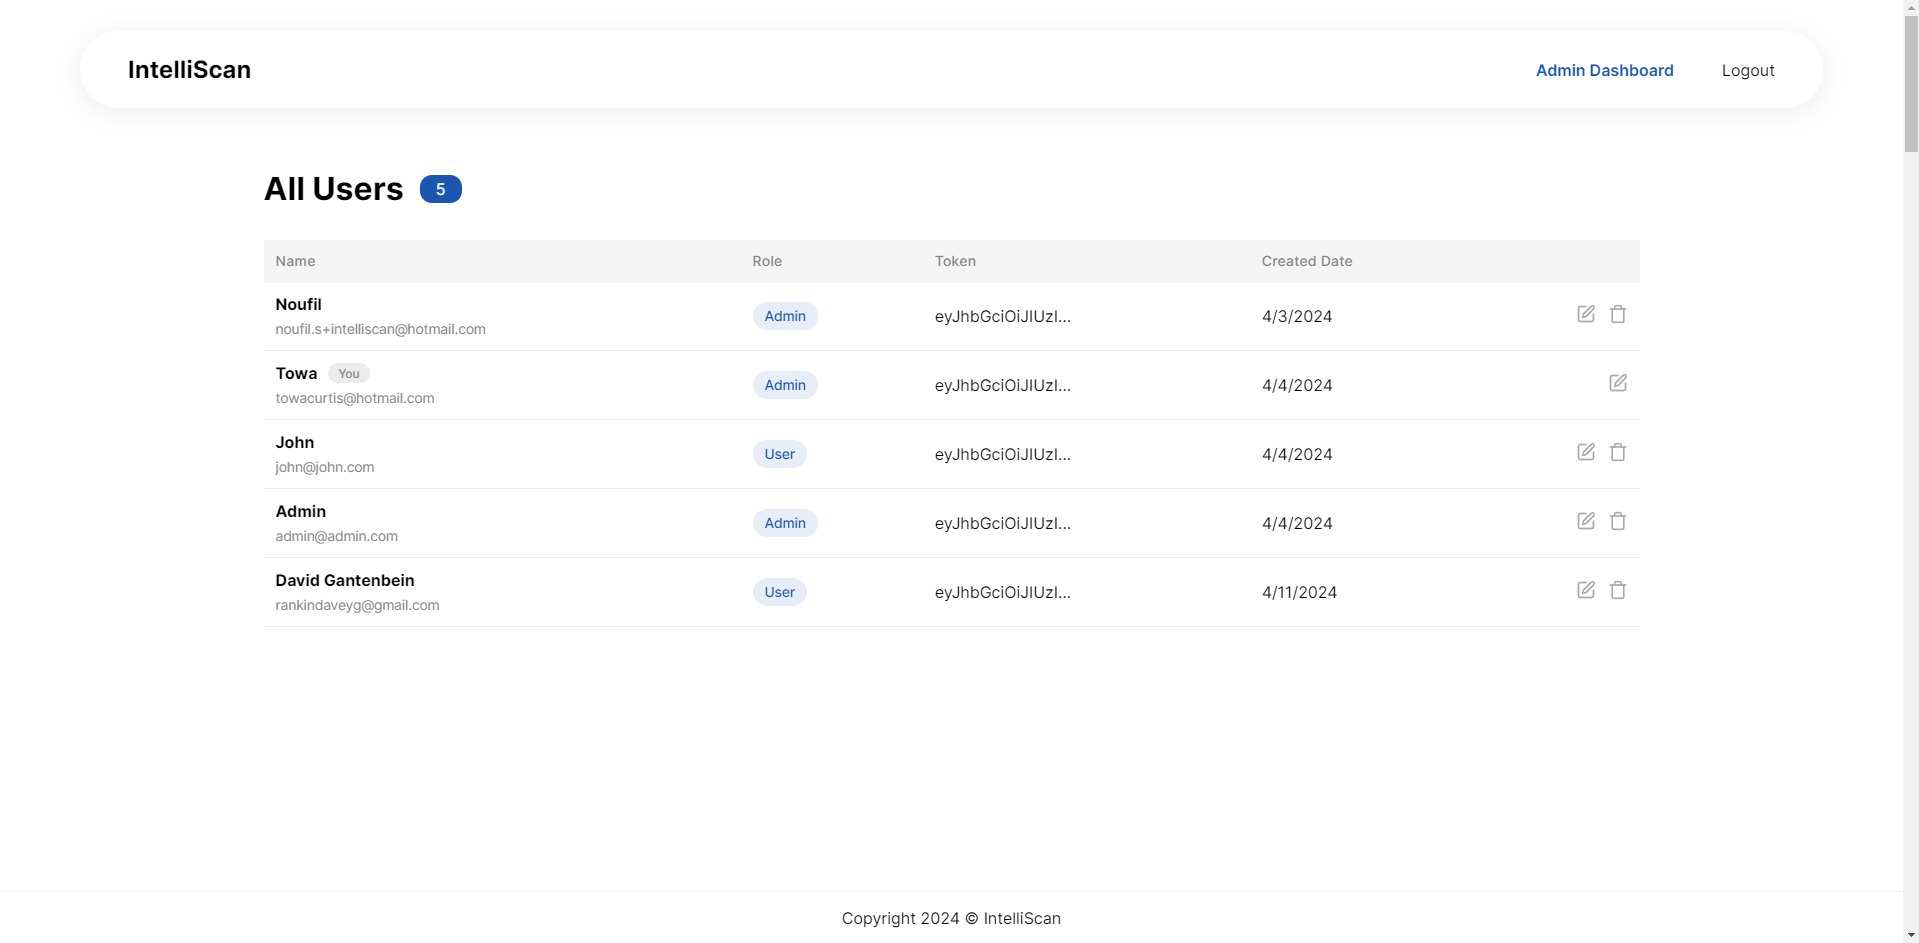 IntelliScan
Admin Dashboard
Logout
All Users 5
Name Role Token Created Date
Noufil
noufil.s+intelliscan@hotmail.com
Admin
eyJhbGciOiJIUzI...
4/3/2024
Towa You
towacurtis@hotmail.com
Admin
eyJhbGciOiJIUzI...
4/4/2024
John
john@john.com
User
eyJhbGciOiJIUzI...
4/4/2024
Admin
admin@admin.com
Admin
eyJhbGciOiJIUzI...
4/4/2024
David Gantenbein
rankindaveyg@gmail.com
User
eyJhbGciOiJIUzI...
4/11/2024
Copyright 2024 © IntelliScan